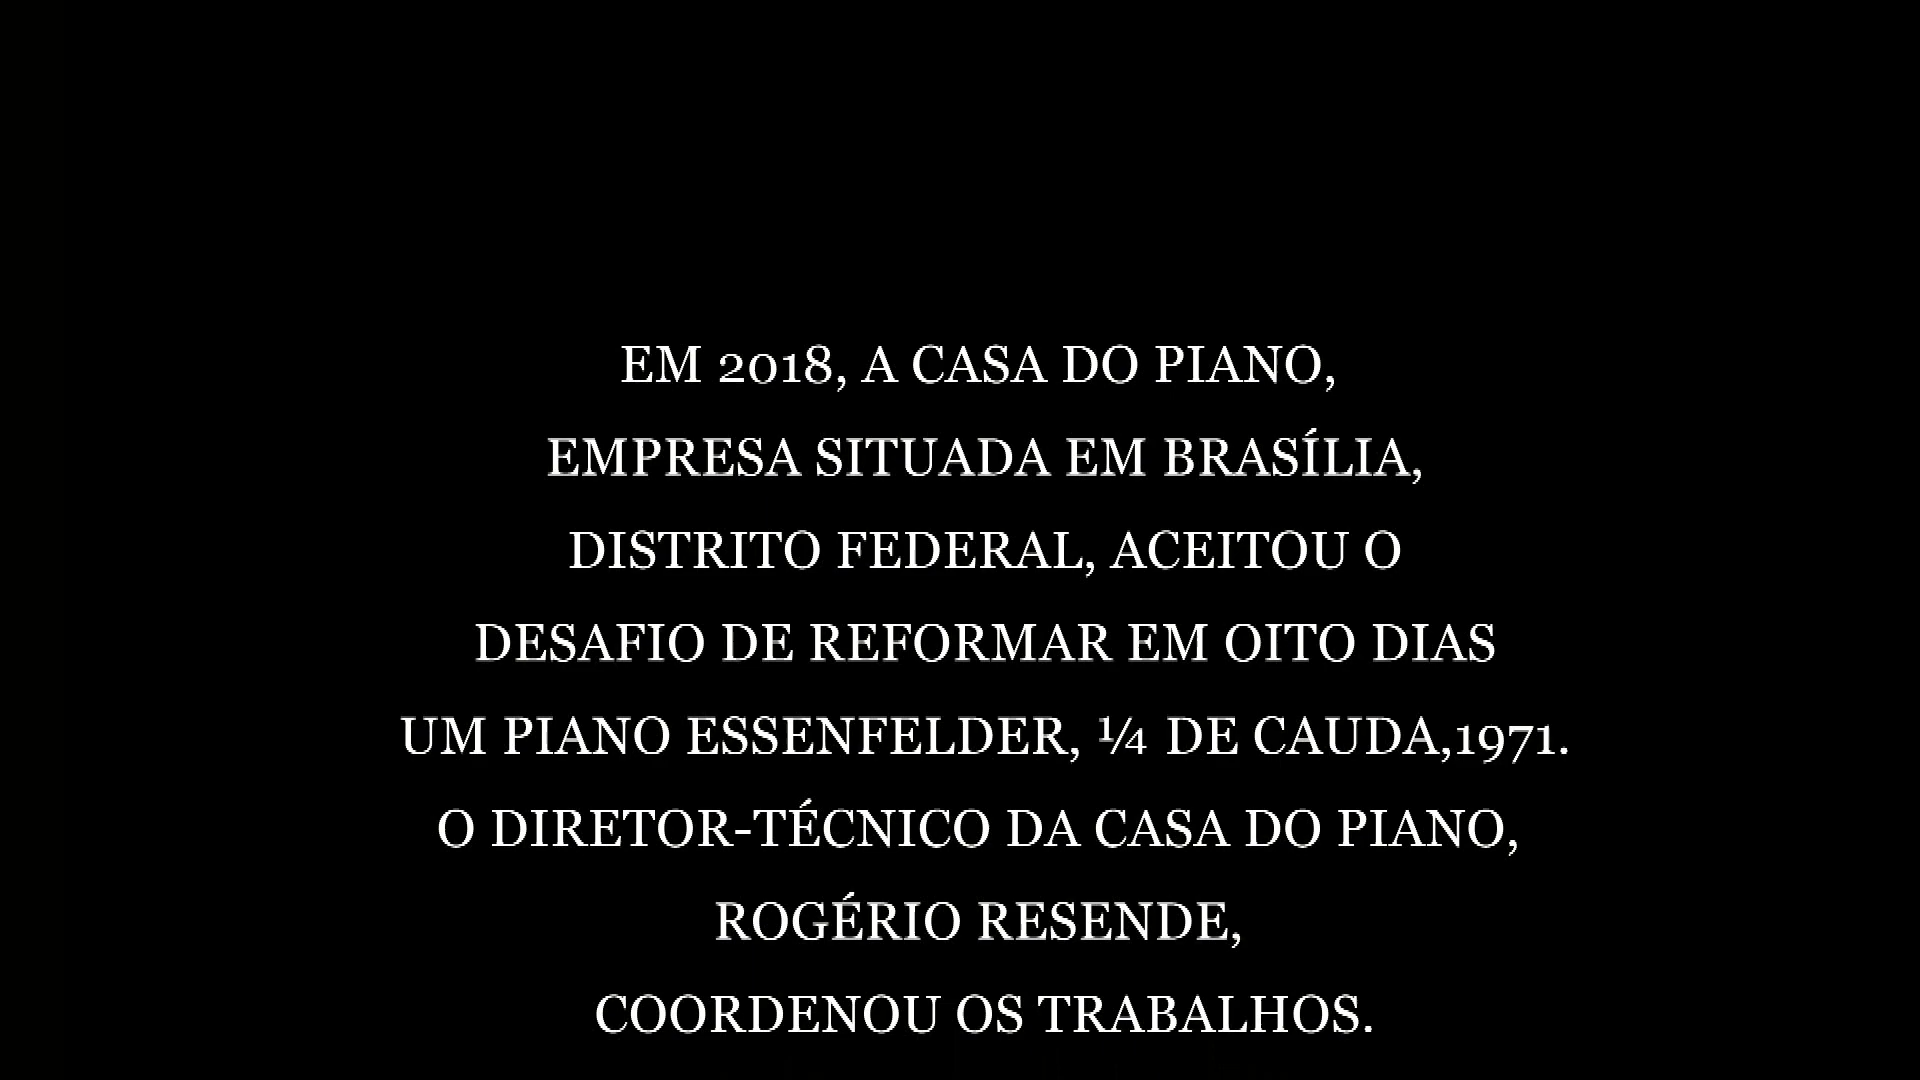 EM 2018, A CASA DO PIANO,
EMPRESA SITUADA EM BRASÍLIA,
DISTRITO FEDERAL, ACEITOU O
DESAFIO DE REFORMAR EM OITO DIAS
UM PIANO ESSENFELDER, ¼ DE CAUDA,1971.
O DIRETOR-TÉCNICO DA CASA DO PIANO,
ROGÉRIO RESENDE,
COORDENOU OS TRABALHOS.